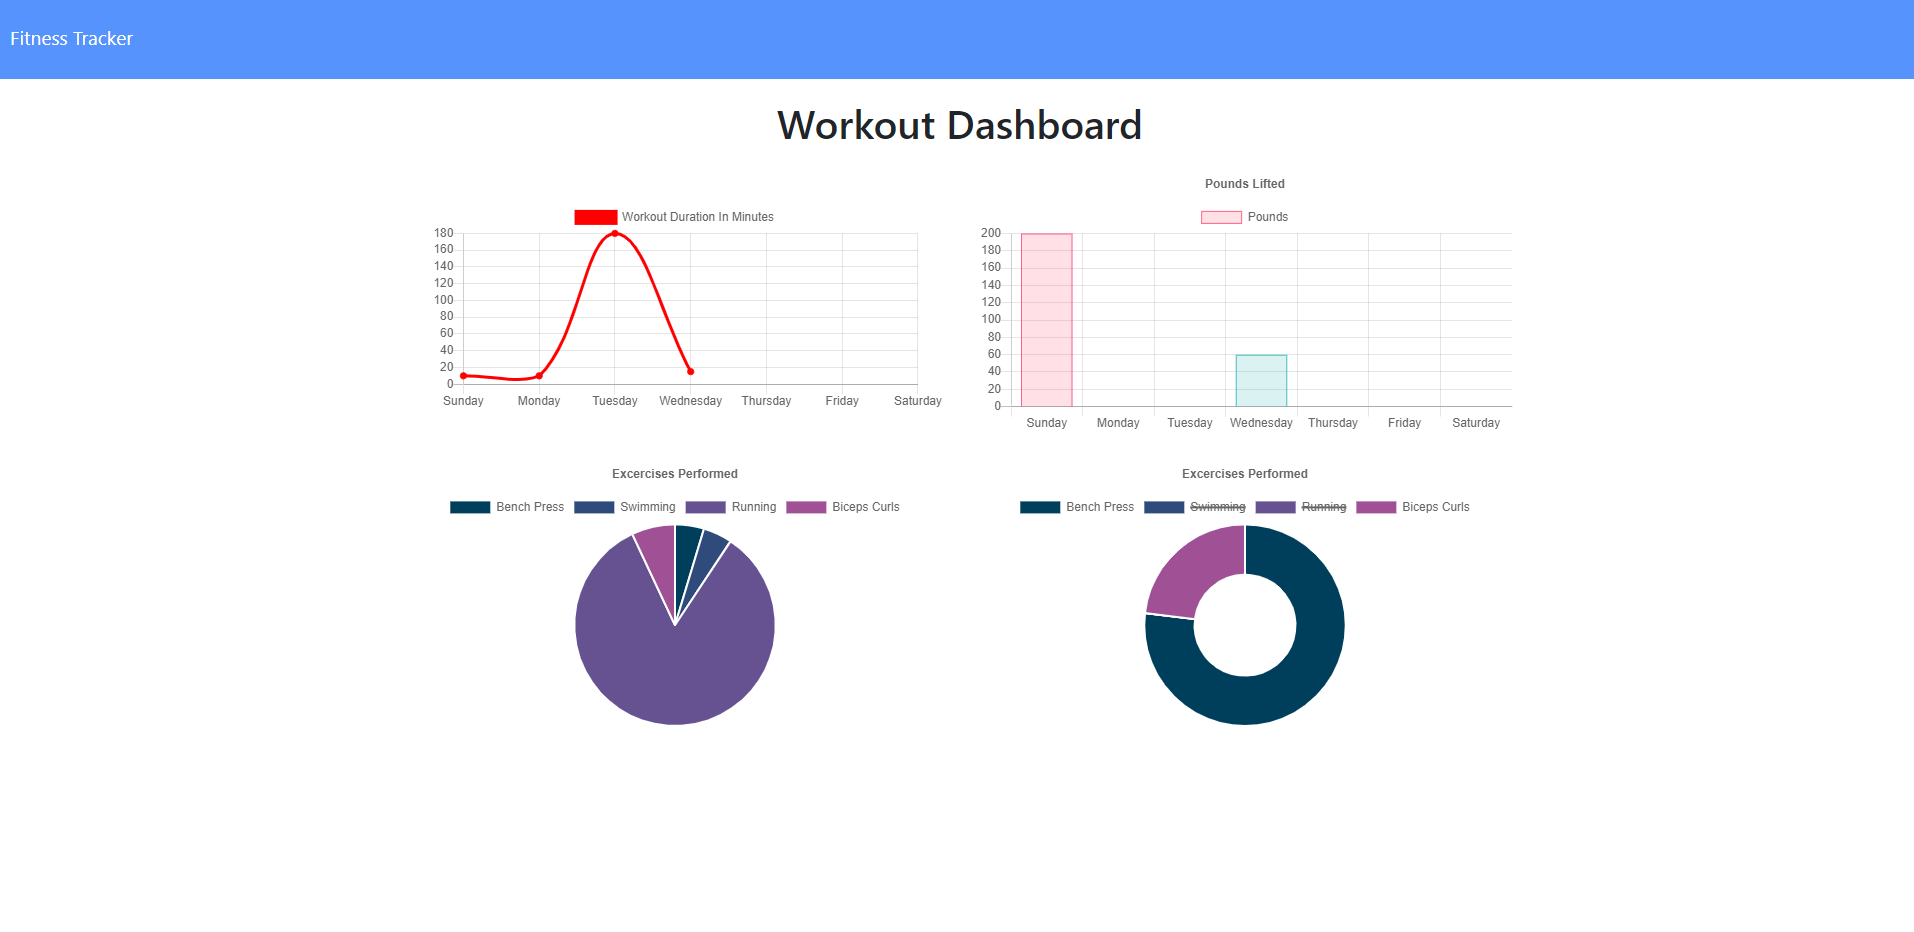 Fitness Tracker
Workout Dashboard
Workout Duration In Minutes
180
160
140
120
100
80
60
40
20
0
Sunday Monday Tuesday Wednesday Thursday Friday Saturday
Pounds Lifted
Pounds
200
180
160
140
120
100
80
60
40
20
0
Sunday Monday Tuesday Wednesday Thursday Friday Saturday
Excercises Performed
Bench Press Swimming Running Biceps Curls
Excercises Performed
Bench Press Swimming Running Biceps Curls